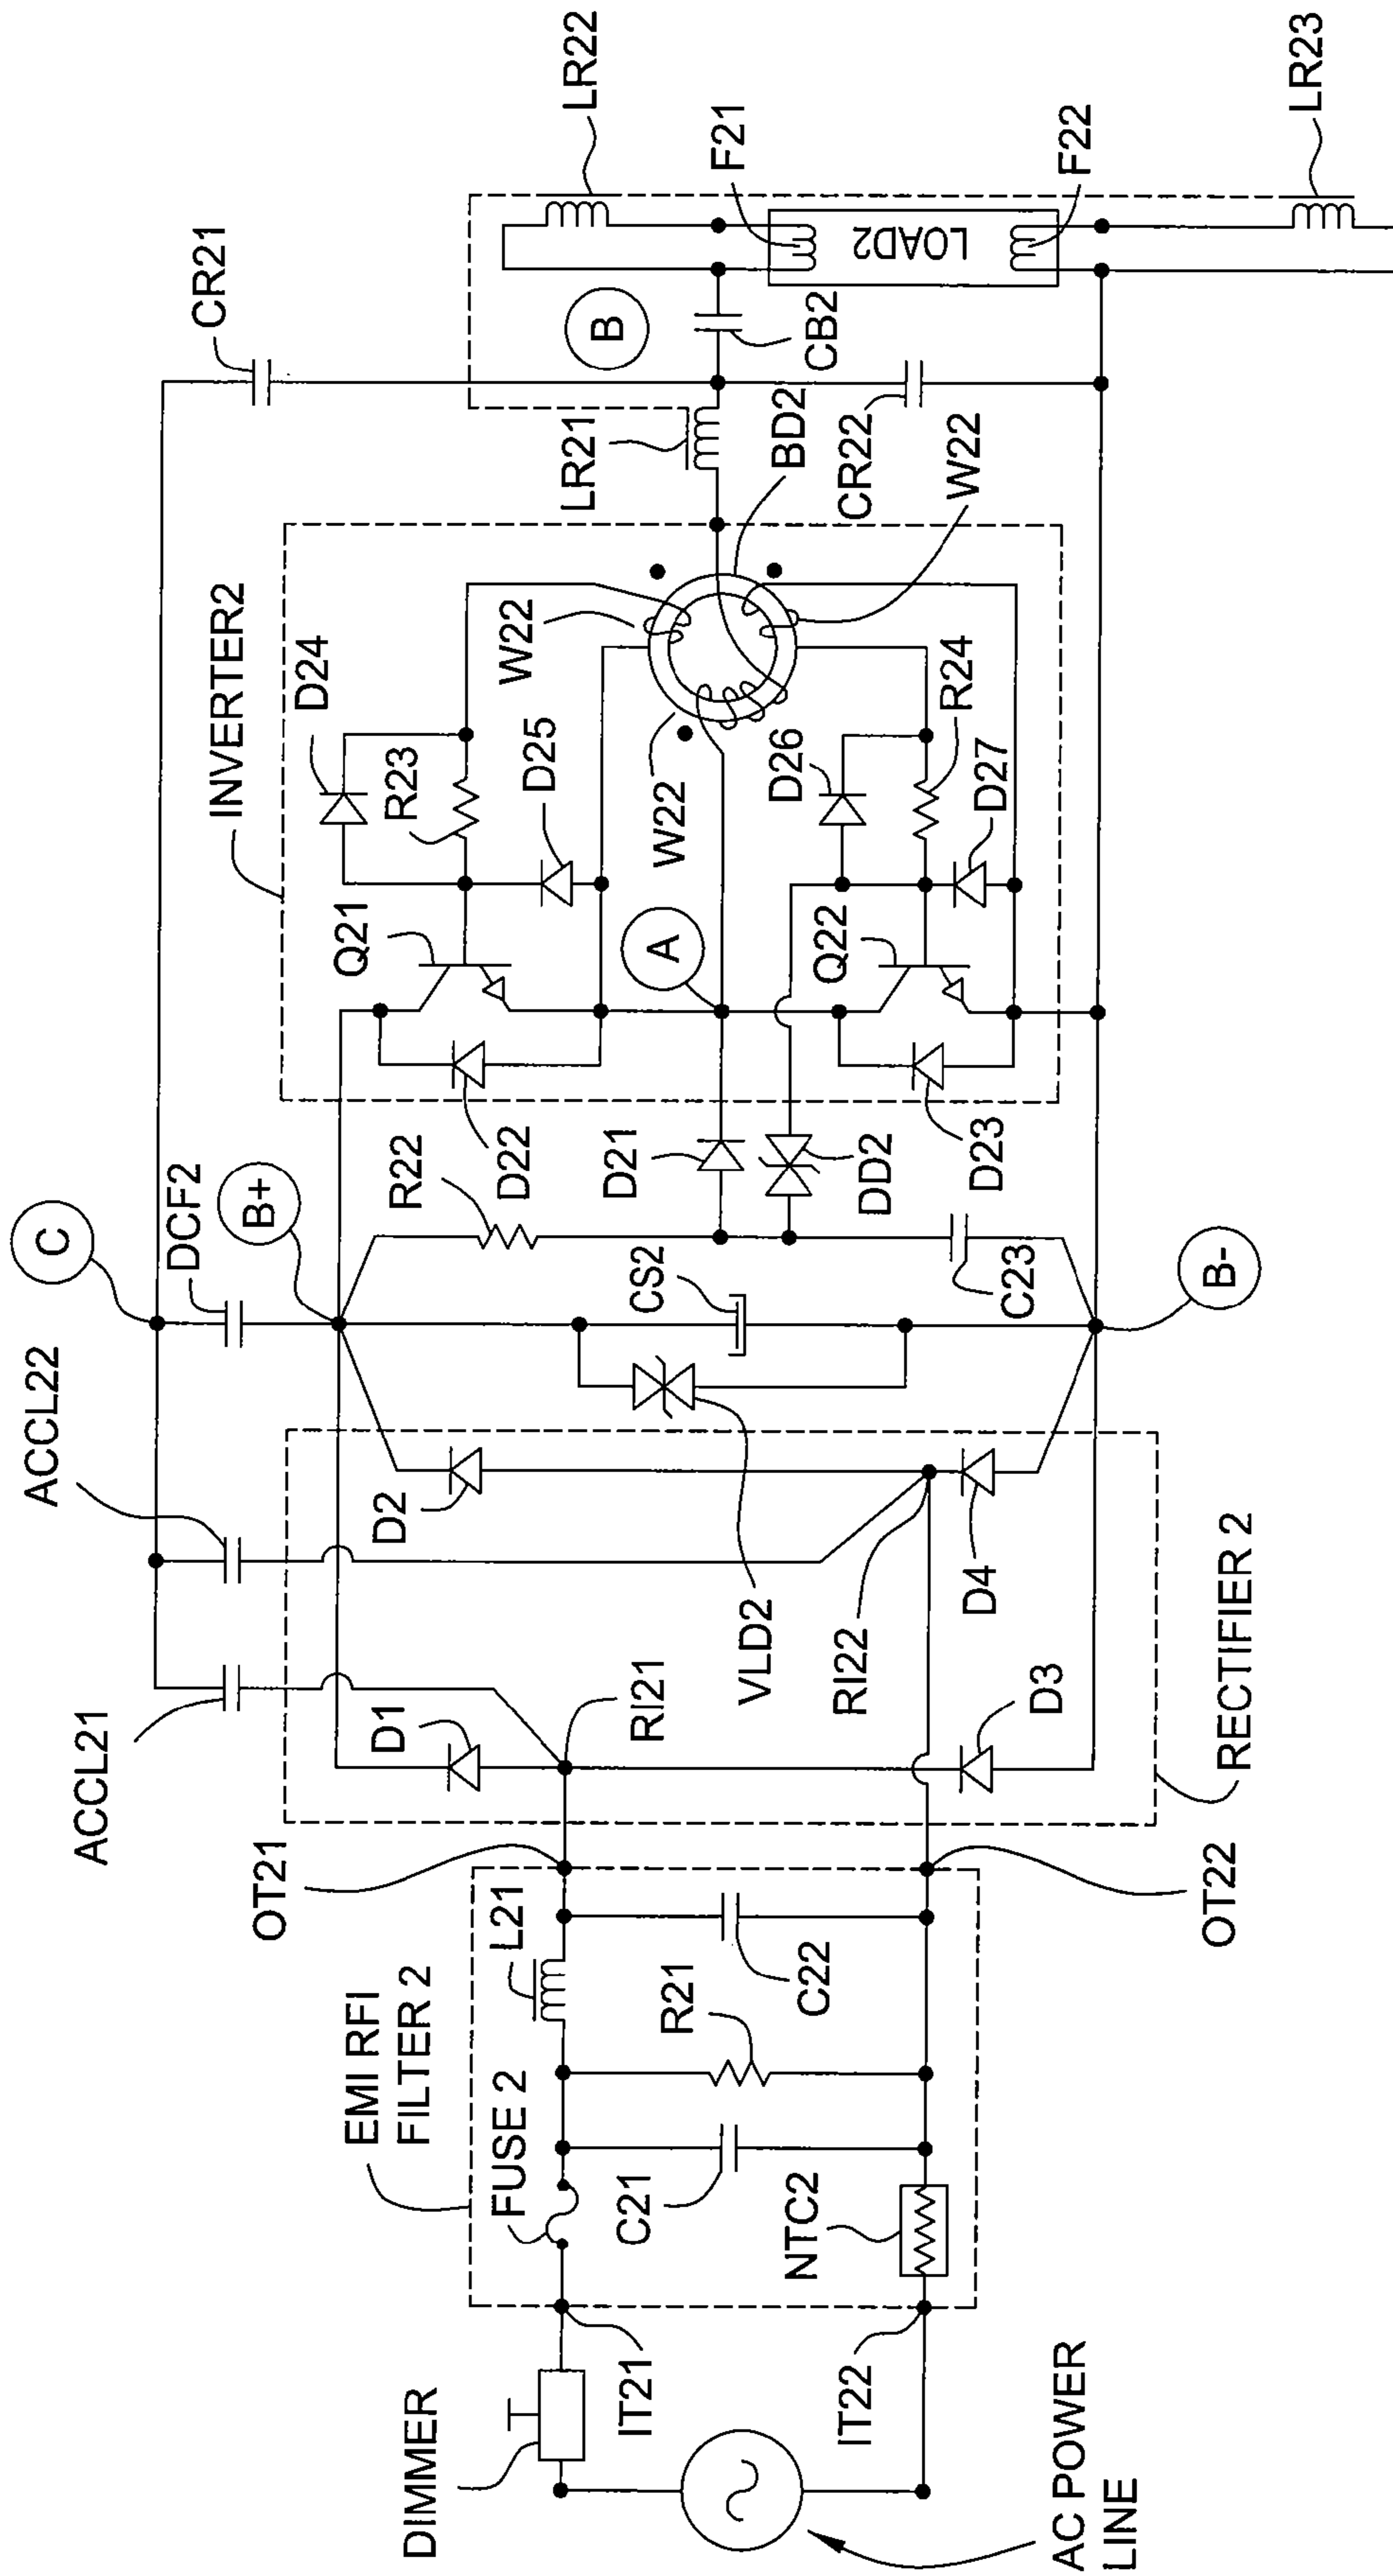 C
DCF2
B+
ACCL22
ACCL21
CR21
LR22
B
F21
LOAD2
F22
LR23
CB2
LR21
CR22
BD2
W22
INVERTER2
D24
R23
D25
W22
W22
Q21
A
D26
R24
D27
Q22
D22
D23
R22
D21
DD2
CS2
C23
B-
VLD2
D2
D4
RI22
D1
RI21
D3
RECTIFIER 2
OT21
OT22
EMI RFI
FILTER 2
L21
C22
R21
FUSE 2
C21
NTC2
DIMMER
IT21
IT22
AC POWER
LINE